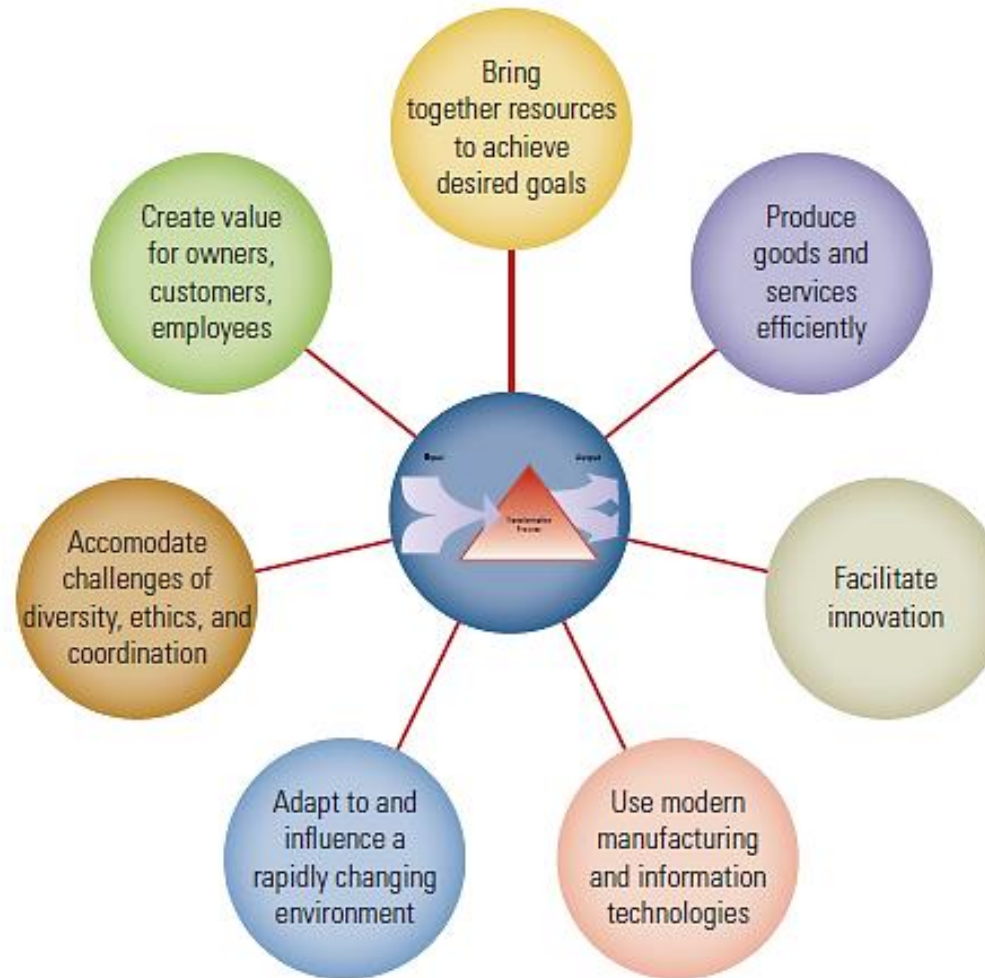 Bring
together resources
to achieve
desired goals
Produce
goods and
services
efficiently
Facilitate
innovation
Use modern
manufacturing
and information
technologies
Adapt to and
influence a
rapidly changing
environment
Accomodate
challenges of
diversity, ethics, and
coordination
Create value
for owners,
customers,
employees
Transformation
Process